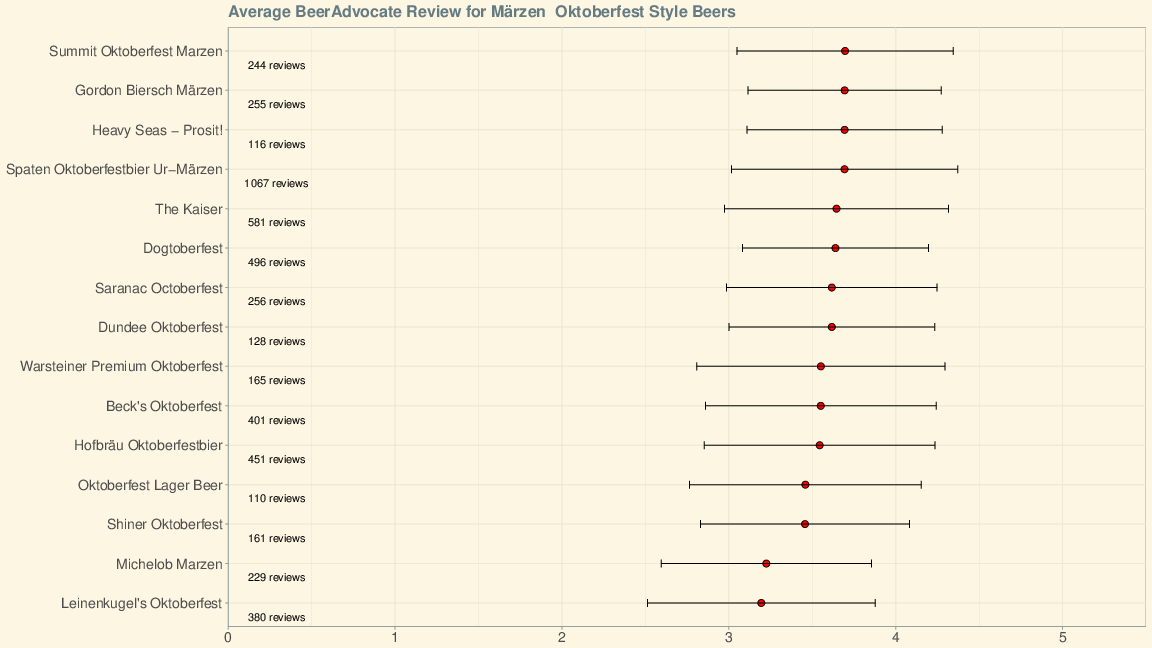 Average BeerAdvocate Review for Märzen  Oktoberfest Style Beers
Summit Oktoberfest Marzen
244 reviews
Gordon Biersch Märzen
255 reviews
Heavy Seas – Prosit!
116 reviews
Spaten Oktoberfestbier Ur–Märzen
1067 reviews
The Kaiser
581 reviews
Dogtoberfest
496 reviews
Saranac Octoberfest
256 reviews
Dundee Oktoberfest
128 reviews
Warsteiner Premium Oktoberfest
165 reviews
Beck's Oktoberfest
401 reviews
Hofbräu Oktoberfestbier
451 reviews
Oktoberfest Lager Beer
110 reviews
Shiner Oktoberfest
161 reviews
Michelob Marzen
229 reviews
Leinenkugel's Oktoberfest
380 reviews
0 1 2 3 4 5